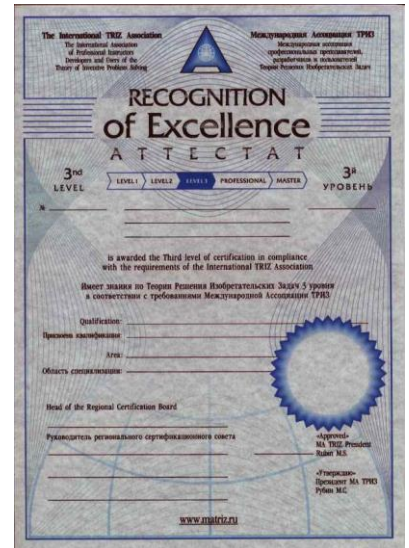 The International TRIZ Association
The International Association
of Professional Instructors
Developers and Users of the
Theory of Inventive Problem Solving
Международная Ассоциация ТРИЗ
Международная ассоциация
профессиональных преподавателей,
разработчиков и пользователей
Теории Решения Изобретательских Задач
RECOGNITION
of Excellence
ATTECTAT
3nd
LEVEL
LEVEL 1
LEVEL 2
LEVEL 3
PROFESSIONAL
MASTER
3й
УРОВЕНЬ
№
is awarded the Third level of certification in compliance
with the requirements of the International TRIZ Association
Имеет знания по Теории Решения Изобретательских Задач 3 уровня
в соответствии с требованиями Международной Ассоциации ТРИЗ
Qualification:
Присвоена квалификация:
Area:
Область специализации:
Head of the Regional Certification Board
Руководитель регионального сертификационного совета
«Approved»
MA TRIZ President
Rubin M.S.
«Утверждаю»
Президент МА ТРИЗ
Рубин М.С.
www.matriz.ru